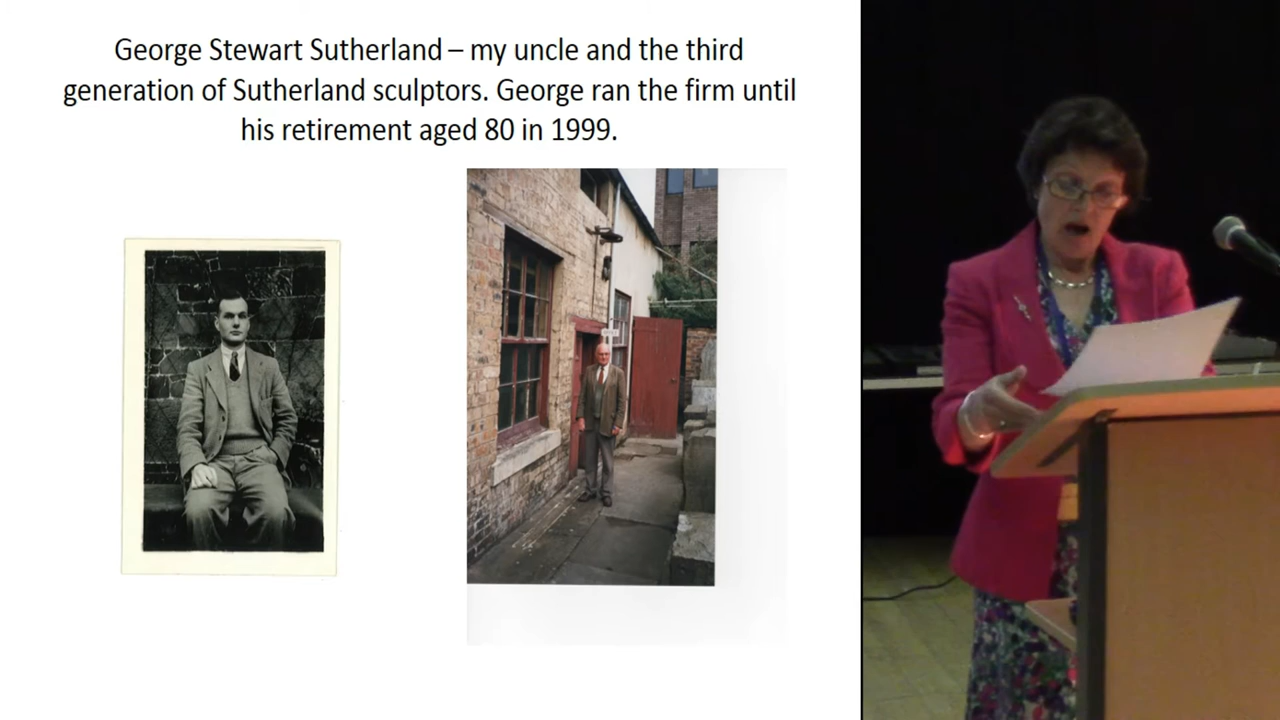 George Stewart Sutherland – my uncle and the third
generation of Sutherland sculptors. George ran the firm until
his retirement aged 80 in 1999.